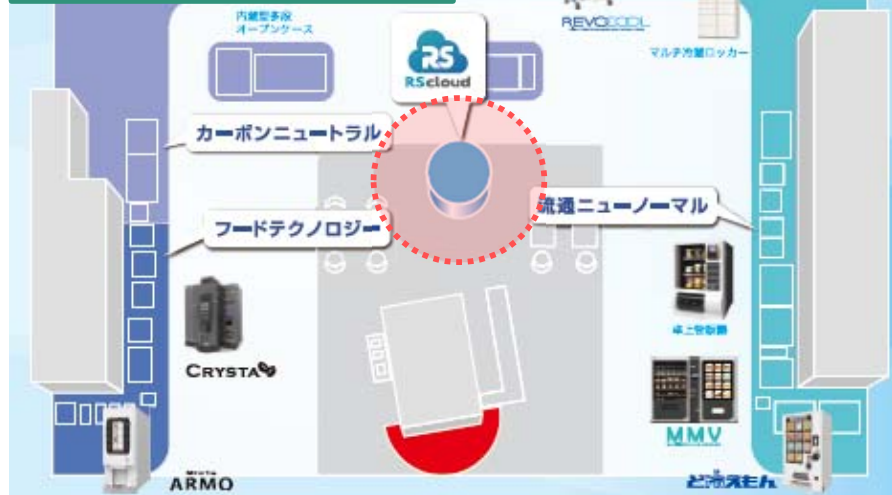 内蔵型多段
オープンケース
RS
RScloud
REVOCOOL
マルチ冷蔵ロッカー
カーボンニュートラル
流通ニューノーマル
フードテクノロジー
卓上自販機
CRYSTA
MMV
ARMO
ど冷えもん